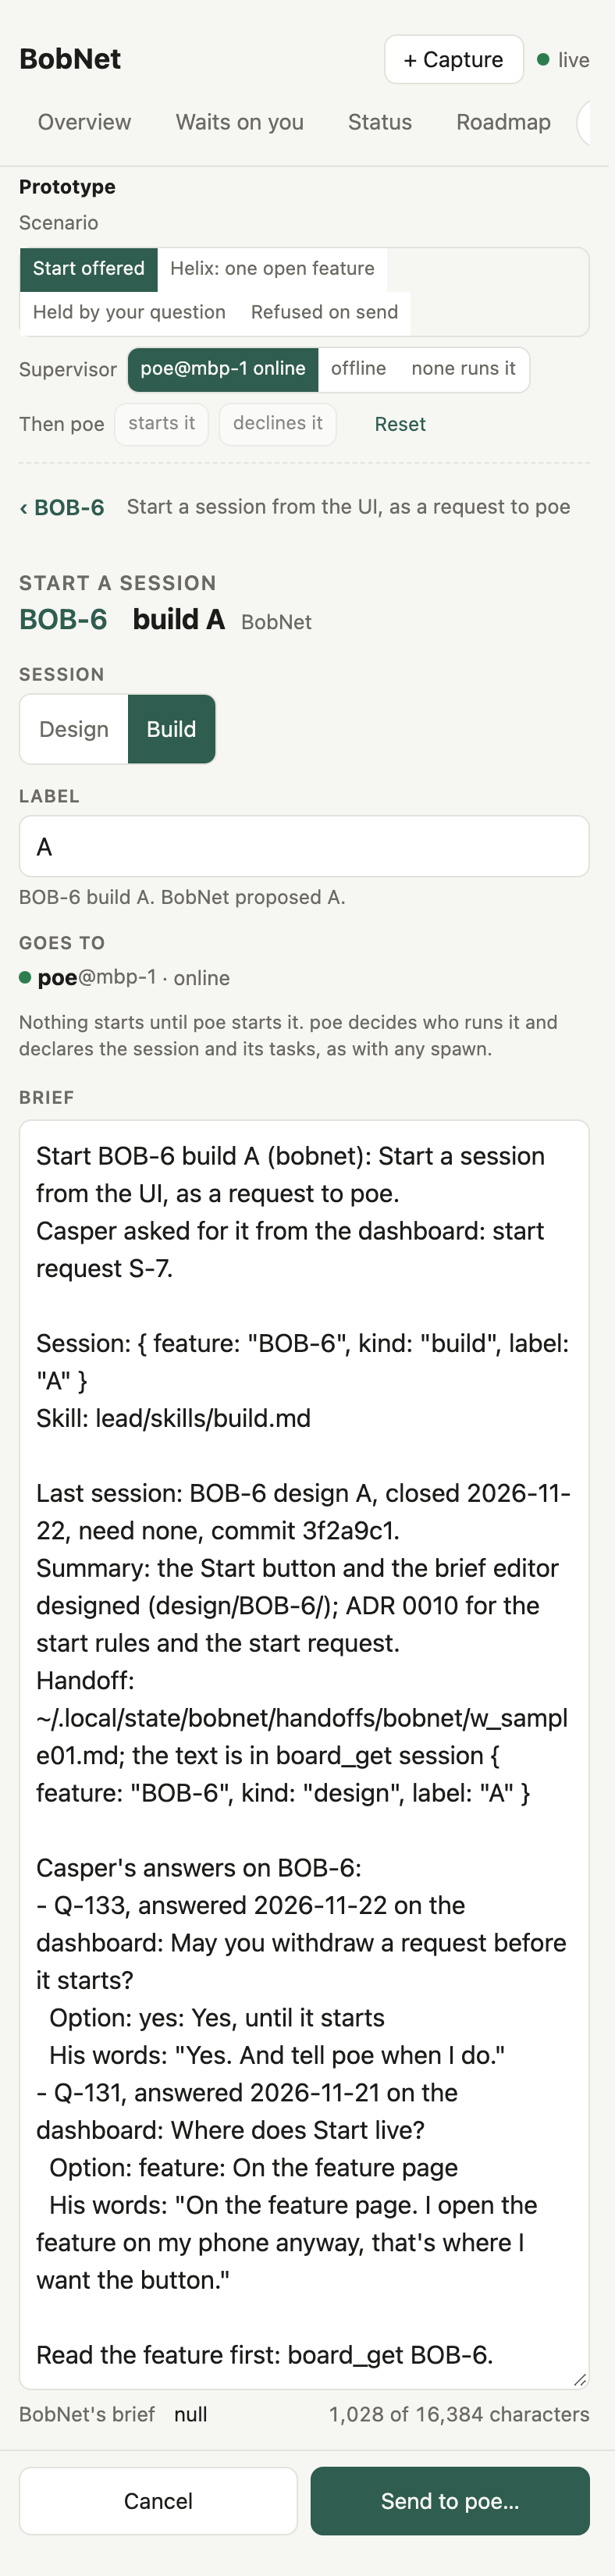 BobNet
+ Capture
live
Overview
Waits on you
Status
Roadmap
Prototype
Scenario
Start offered
Helix: one open feature
Held by your question
Refused on send
Supervisor
poe@mbp-1 online
offline
none runs it
Then poe
starts it
declines it
Reset
‹ BOB-6
Start a session from the UI, as a request to poe
START A SESSION
BOB-6 build A BobNet
SESSION
Design
Build
LABEL
A
BOB-6 build A. BobNet proposed A.
GOES TO
poe@mbp-1 · online
Nothing starts until poe starts it. poe decides who runs it and
declares the session and its tasks, as with any spawn.
BRIEF
Start BOB-6 build A (bobnet): Start a session
from the UI, as a request to poe.
Casper asked for it from the dashboard: start
request S-7.
Session: { feature: "BOB-6", kind: "build", label:
"A" }
Skill: lead/skills/build.md
Last session: BOB-6 design A, closed 2026-11-
22, need none, commit 3f2a9c1.
Summary: the Start button and the brief editor
designed (design/BOB-6/); ADR 0010 for the
start rules and the start request.
Handoff:
~/.local/state/bobnet/handoffs/bobnet/w_sampl
e01.md; the text is in board_get session {
feature: "BOB-6", kind: "design", label: "A" }
Casper's answers on BOB-6:
- Q-133, answered 2026-11-22 on the
dashboard: May you withdraw a request before
it starts?
Option: yes: Yes, until it starts
His words: "Yes. And tell poe when I do."
- Q-131, answered 2026-11-21 on the
dashboard: Where does Start live?
Option: feature: On the feature page
His words: "On the feature page. I open the
feature on my phone anyway, that's where I
want the button."
Read the feature first: board_get BOB-6.
BobNet's brief
null
1,028 of 16,384 characters
Cancel
Send to poe...